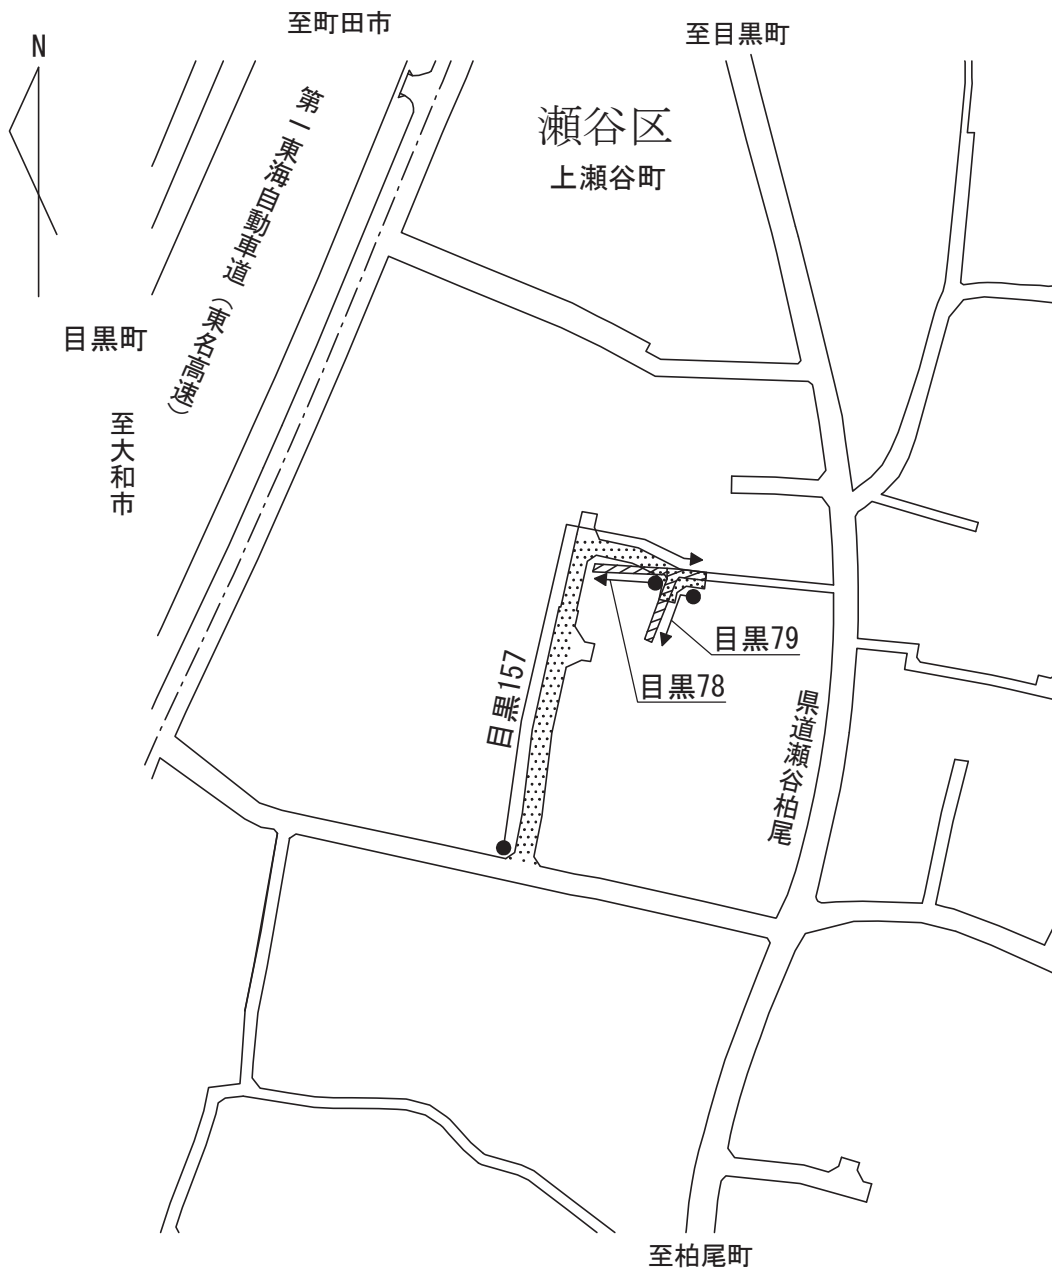 至町田市
至目黒町
N
瀬谷区
上瀬谷町
第一東海自動車道（東名高速）
目黒町
至大和市
目黒79
目黒78
目黒157
県道瀬谷柏尾
至柏尾町